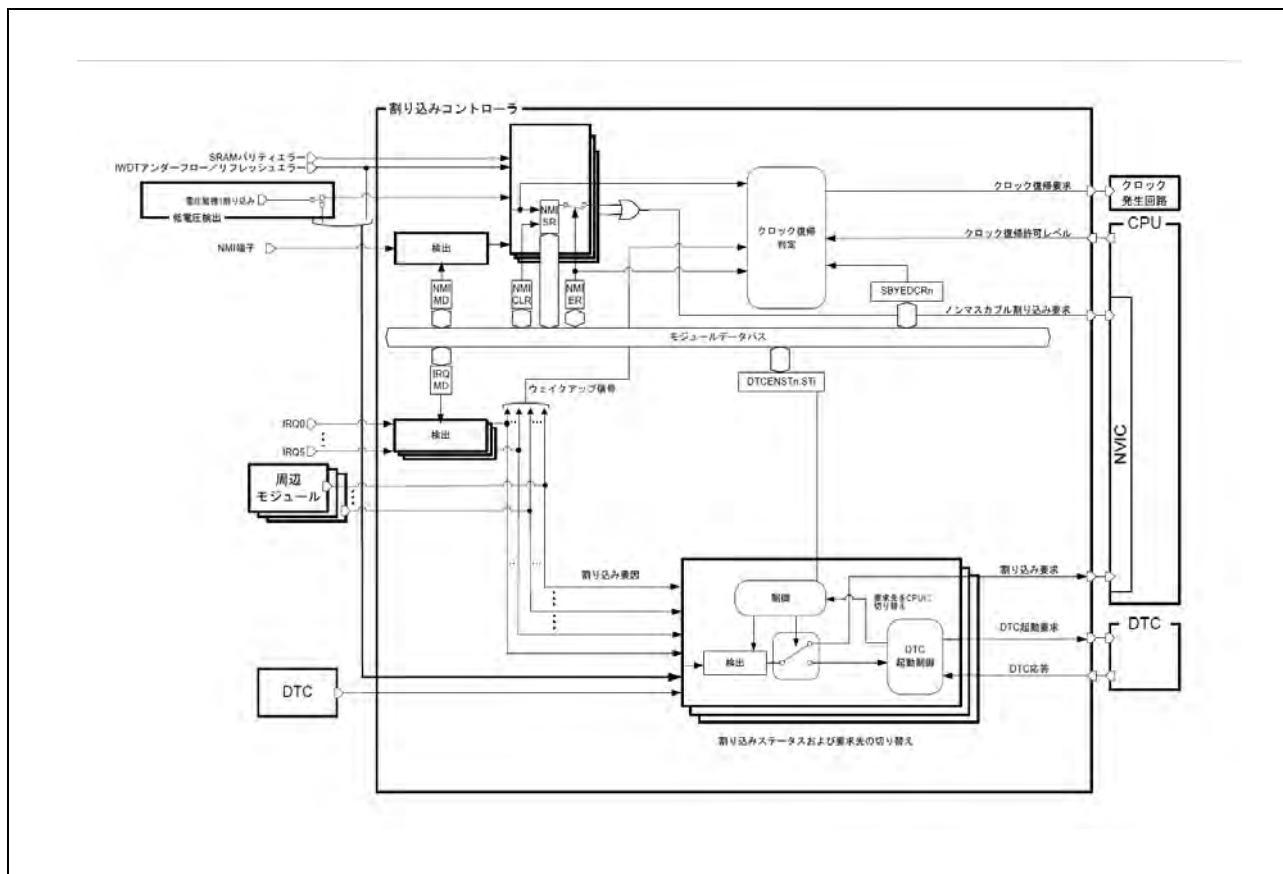 割り込みコントローラ
SRAMパリティエラー
IWDTアンダーフロー／リフレッシュエラー
電圧監視1割り込み
低電圧検出
NMI端子
検出
NMI
SR
NMI
MD
NMI
CLR
NMI
ER
クロック復帰
判定
クロック復帰要求
クロック
発生回路
CPU
クロック復帰許可レベル
SBYEDCRn
ノンマスカブル割り込み要求
モジュールデータバス
IRQ
MD
ウェイクアップ信号
DTCENSTn.STi
NVIC
IRQ0
IRQ5
検出
周辺
モジュール
割り込み要因
割り込み要求
制御
要求先をCPUに
切り替え
検出
DTC
起動制御
DTC起動要求
DTC応答
DTC
DTC
割り込みステータスおよび要求先の切り替え